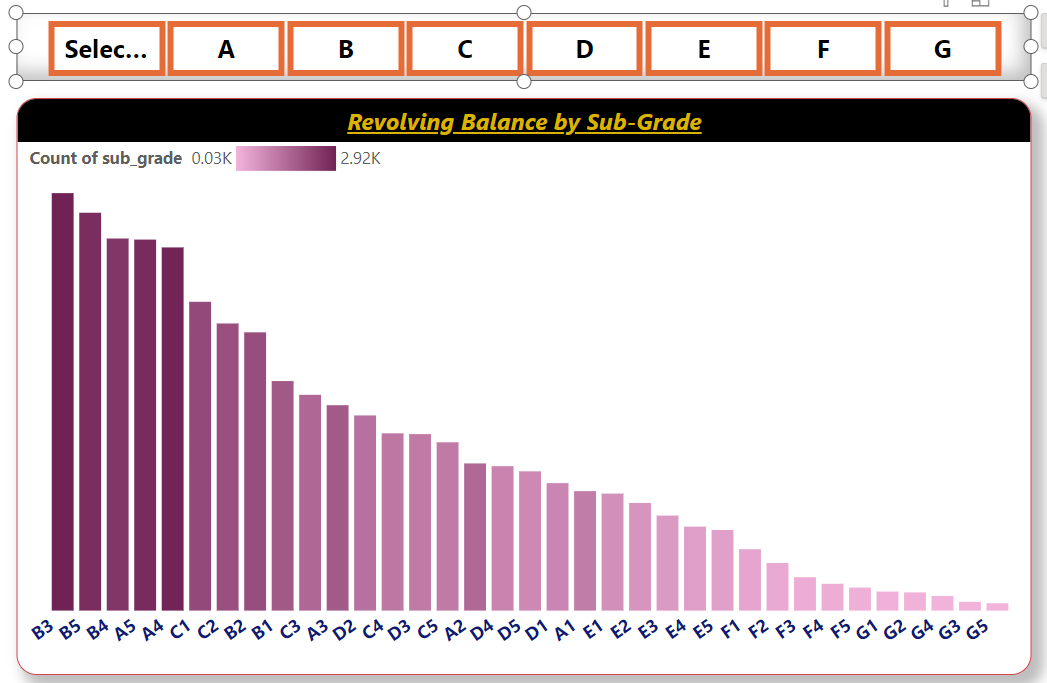 Selec... A B C D E F G
Revolving Balance by Sub-Grade
Count of sub_grade 0.03K 2.92K
B3 B5 B4 A5 A4 C1 C2 B2 B1 C3 A3 D2 C4 D3 C5 A2 D4 D5 D1 A1 E1 E2 E3 E4 E5 F1 F2 F3 F4 F5 G1 G2 G4 G3 G5